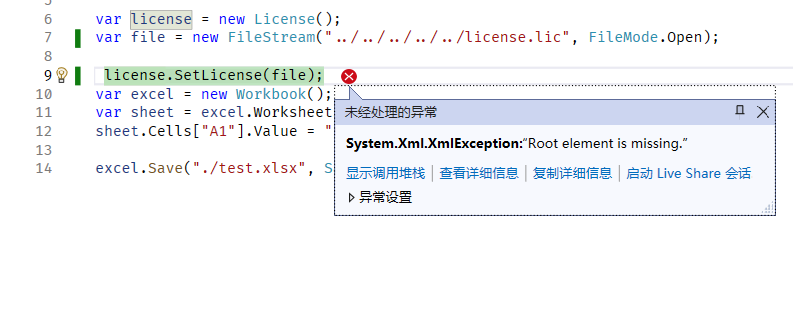 5
6 var license = new License();
7 var file = new FileStream("../../../../../license.lic", FileMode.Open);
8
9 license.SetLicense(file);
10 var excel = new Workbook();
11 var sheet = excel.Worksheet
12 sheet.Cells["A1"].Value = "
13
14 excel.Save("./test.xlsx", S
未经处理的异常
System.Xml.XmlException:“Root element is missing.”
显示调用堆栈 | 查看详细信息 | 复制详细信息 | 启动 Live Share 会话
异常设置